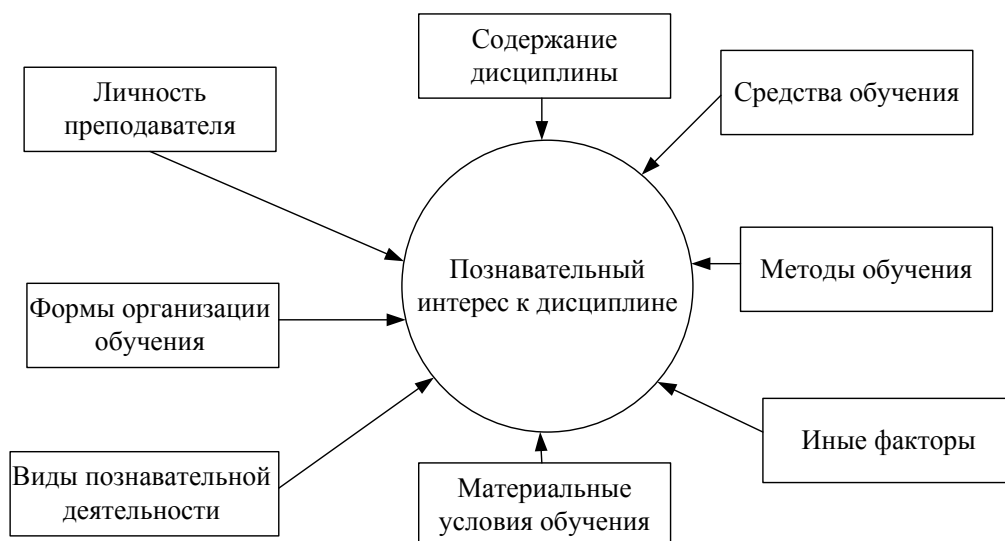 Содержание
дисциплины
Личность
преподавателя
Средства обучения
Познавательный
интерес к дисциплине
Методы обучения
Формы организации
обучения
Иные факторы
Виды познавательной
деятельности
Материальные
условия обучения